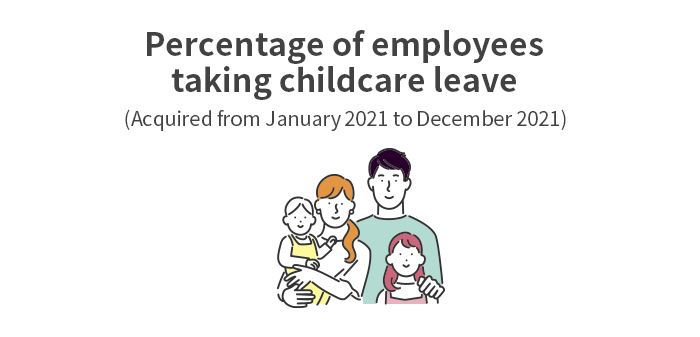 Percentage of employees
taking childcare leave
(Acquired from January 2021 to December 2021)